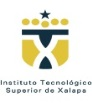 Instituto Tecnológico
Superior de Xalapa